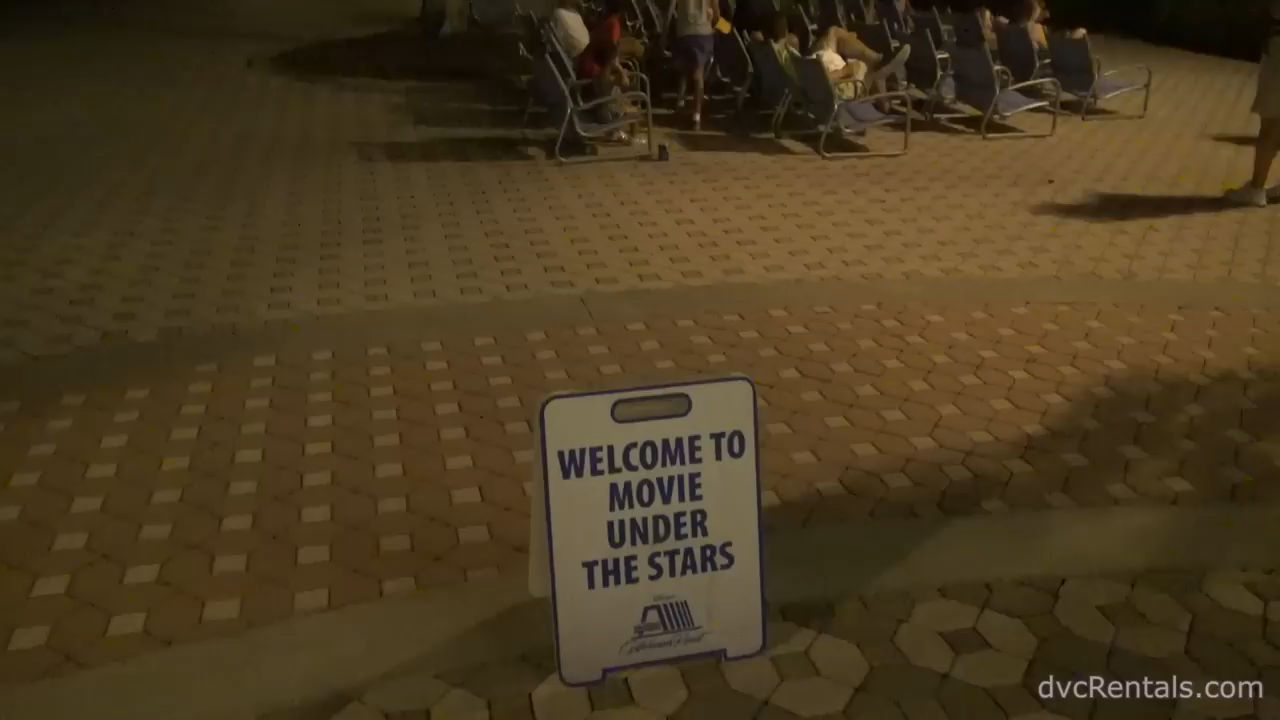 WELCOME TO
MOVIE
UNDER
THE STARS
dvcRentals.com